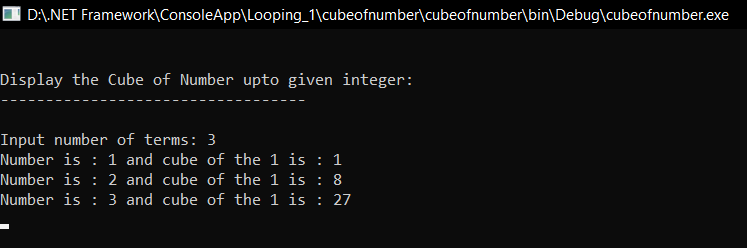 D:\.NET Framework\ConsoleApp\Looping_1\cubeofnumber\cubeofnumber\bin\Debug\cubeofnumber.exe
Display the Cube of Number upto given integer:
----------------------------------
Input number of terms: 3
Number is : 1 and cube of the 1 is : 1
Number is : 2 and cube of the 1 is : 8
Number is : 3 and cube of the 1 is : 27